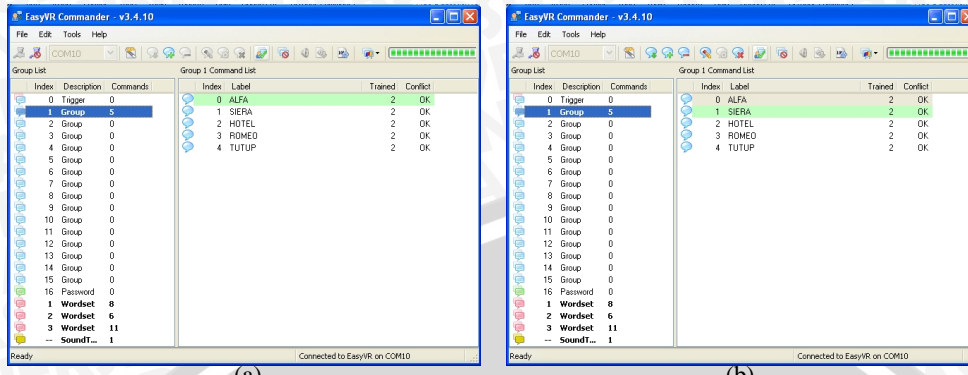 EasyVR Commander - v3.4.10
File Edit Tools Help
COM10
Group List
Index Description Commands
0 Trigger 0
1 Group 5
2 Group 0
3 Group 0
4 Group 0
5 Group 0
6 Group 0
7 Group 0
8 Group 0
9 Group 0
10 Group 0
11 Group 0
12 Group 0
13 Group 0
14 Group 0
15 Group 0
16 Password 0
1 Wordset 8
2 Wordset 6
3 Wordset 11
-- SoundT... 1
Group 1 Command List
Index Label Trained Conflict
0 ALFA 2 OK
1 SIERA 2 OK
2 HOTEL 2 OK
3 ROMEO 2 OK
4 TUTUP 2 OK
Ready Connected to EasyVR on COM10
(a)
EasyVR Commander - v3.4.10
File Edit Tools Help
COM10
Group List
Index Description Commands
0 Trigger 0
1 Group 5
2 Group 0
3 Group 0
4 Group 0
5 Group 0
6 Group 0
7 Group 0
8 Group 0
9 Group 0
10 Group 0
11 Group 0
12 Group 0
13 Group 0
14 Group 0
15 Group 0
16 Password 0
1 Wordset 8
2 Wordset 6
3 Wordset 11
-- SoundT... 1
Group 1 Command List
Index Label Trained Conflict
0 ALFA 2 OK
1 SIERA 2 OK
2 HOTEL 2 OK
3 ROMEO 2 OK
4 TUTUP 2 OK
Ready Connected to EasyVR on COM10
(b)